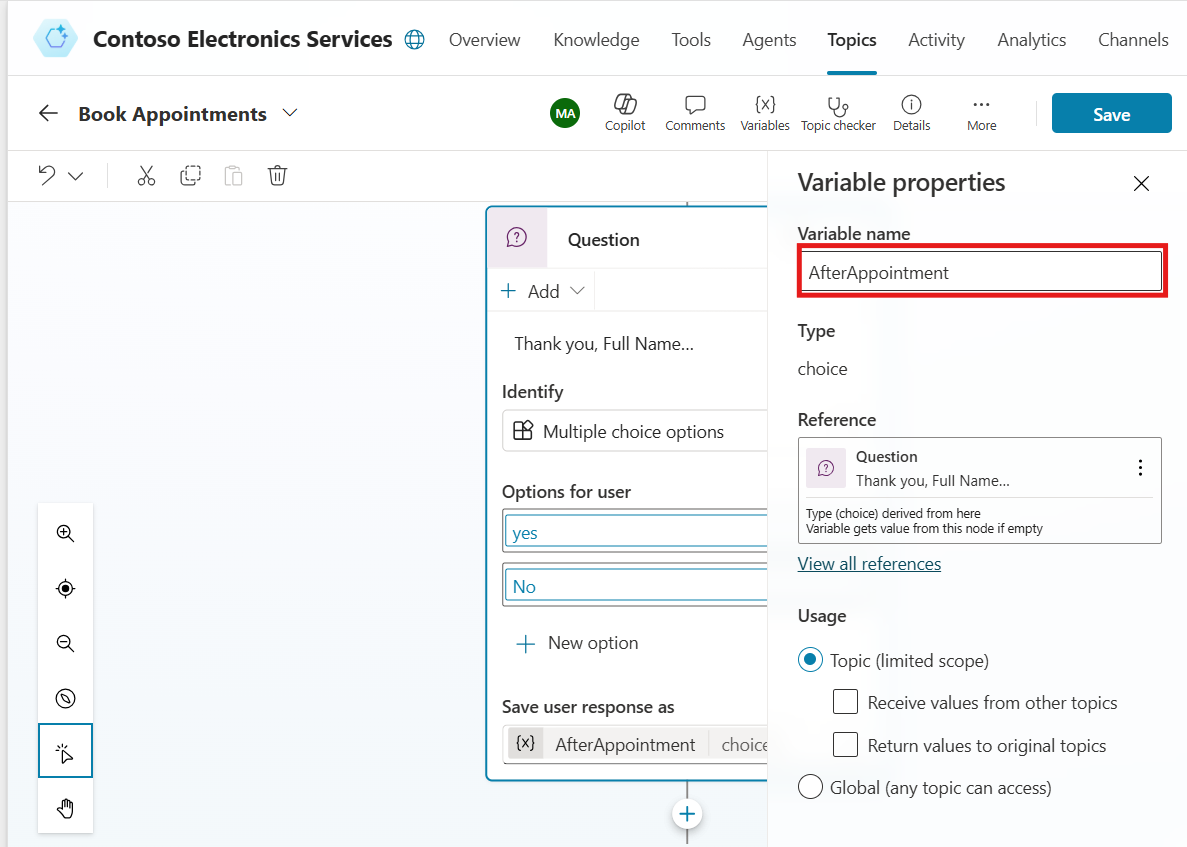 Contoso Electronics Services Overview Knowledge Tools Agents Topics Activity Analytics Channels
Book Appointments MA Copilot Comments {x} Variables Topic checker Details More Save
Variable properties
Question
Variable name
Add
AfterAppointment
Thank you, Full Name...
Type
Identify
choice
Multiple choice options
Reference
Question
Thank you, Full Name...
Options for user
Type (choice) derived from here
yes
Variable gets value from this node if empty
View all references
No
Usage
New option
Topic (limited scope)
Receive values from other topics
Save user response as
{x} AfterAppointment choice
Return values to original topics
Global (any topic can access)